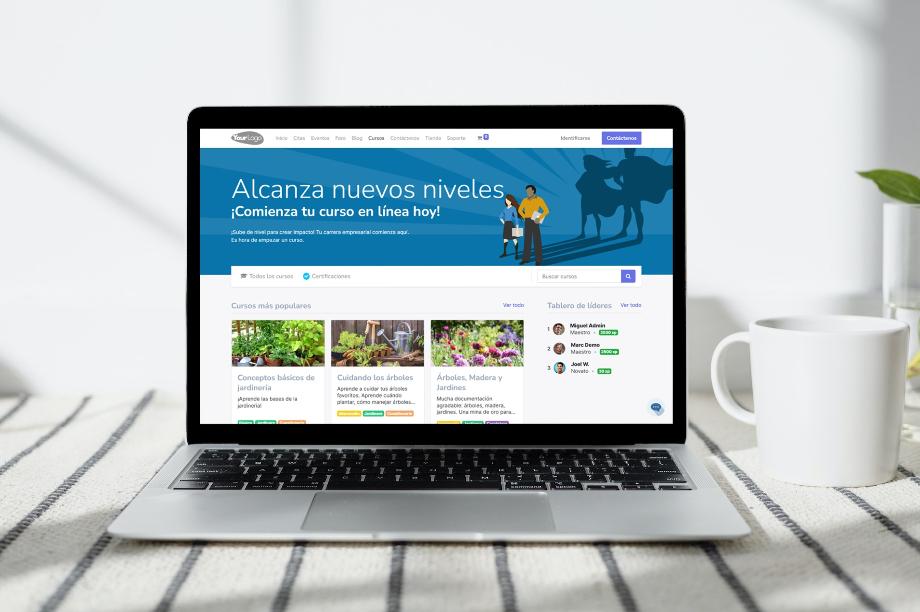 Your Logo
Inicio Citas Eventos Foro Blog Cursos Contáctenos Tienda Soporte
Identificarse Contáctenos
Alcanza nuevos niveles
¡Comienza tu curso en línea hoy!
¡Sube de nivel para crear impacto! Tu carrera empresarial comienza aquí.
Es hora de empezar un curso.
Todos los cursos Certificaciones
Buscar cursos
Cursos más populares Ver todo
Conceptos básicos de
jardinería
¡Aprende las bases de la
jardinería!
Cuidando los árboles
Aprende a cuidar tus árboles
favoritos. Aprende cuándo
plantar, cómo manejar árboles...
Árboles, Madera y
Jardines
Mucha documentación
agradable: árboles, madera,
jardines. Una mina de oro para...
Tablero de líderes Ver todo
1 Miguel Admin
Maestro •
2 Marc Demo
Maestro • 2500 xp
3 Joel W.
Novato •